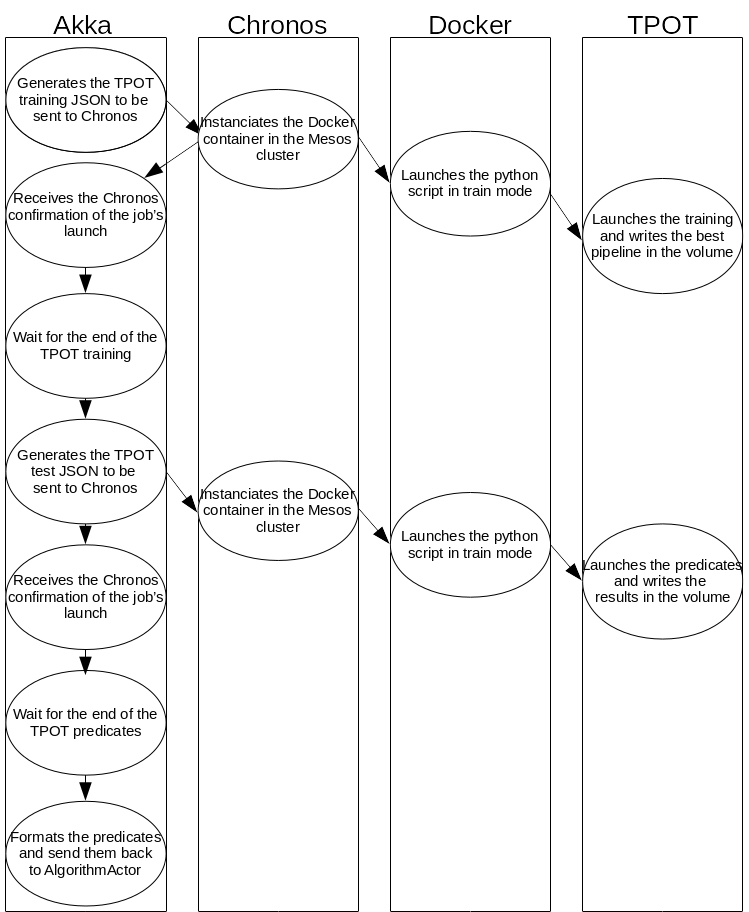 Akka
Chronos
Docker
TPOT
Generates the TPOT
training JSON to be
sent to Chronos
Instanciates the Docker
container in the Mesos
cluster
Launches the python
script in train mode
Launches the training
and writes the best
pipeline in the volume
Receives the Chronos
confirmation of the job's
launch
Wait for the end of the
TPOT training
Generates the TPOT
test JSON to be
sent to Chronos
Instanciates the Docker
container in the Mesos
cluster
Launches the python
script in train mode
Launches the predicates
and writes the
results in the volume
Receives the Chronos
confirmation of the job's
launch
Wait for the end of the
TPOT predicates
Formats the predicates
and send them back
to AlgorithmActor